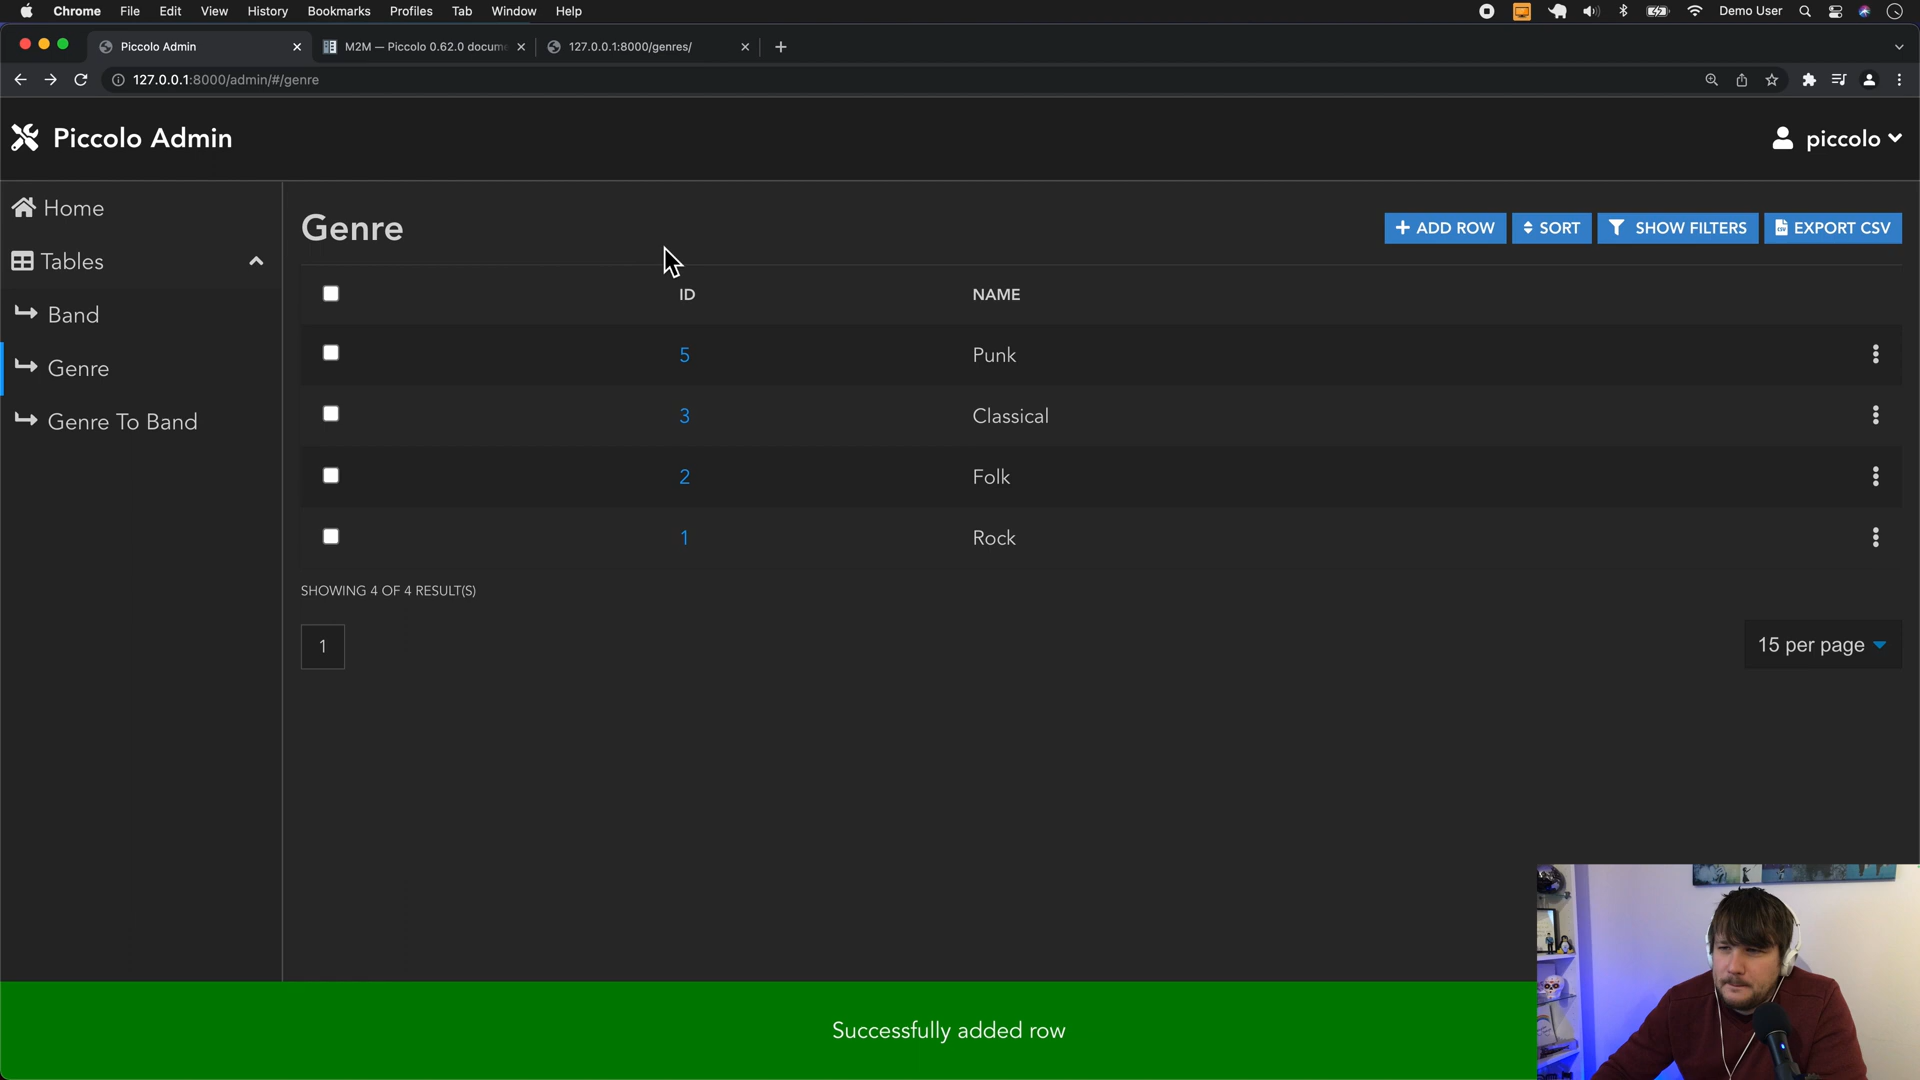 Chrome File Edit View History Bookmarks Profiles Tab Window Help Demo User
Piccolo Admin M2M — Piccolo 0.62.0 docume 127.0.0.1:8000/genres/
127.0.0.1:8000/admin/#/genre
Piccolo Admin piccolo
Home
Tables
Band
Genre
Genre To Band
Genre
ADD ROW SORT SHOW FILTERS EXPORT CSV
ID NAME
5 Punk
3 Classical
2 Folk
1 Rock
SHOWING 4 OF 4 RESULT(S)
1 15 per page
Successfully added row